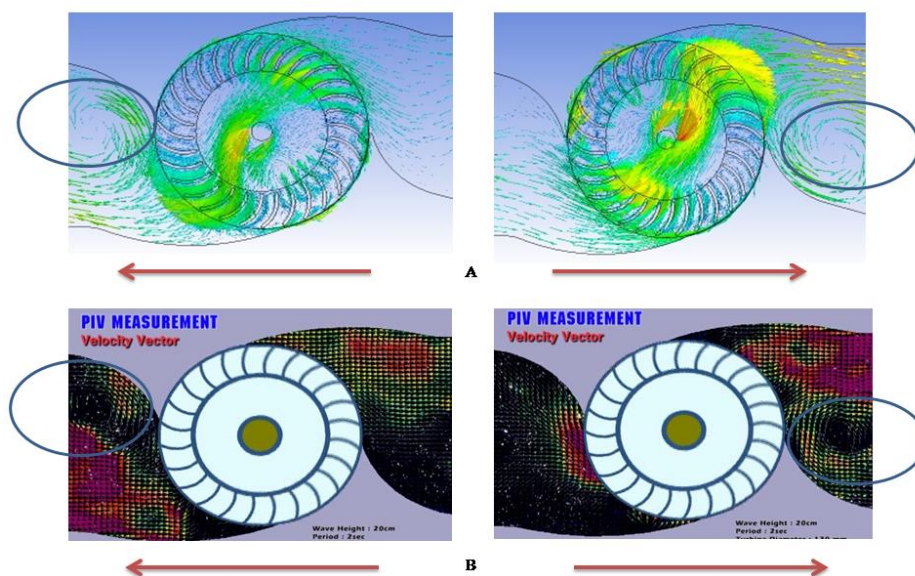 A
PIV MEASUREMENT
Velocity Vector
Wave Height : 20cm
Period : 2sec
PIV MEASUREMENT
Velocity Vector
Wave Height : 20cm
Period : 2sec
B